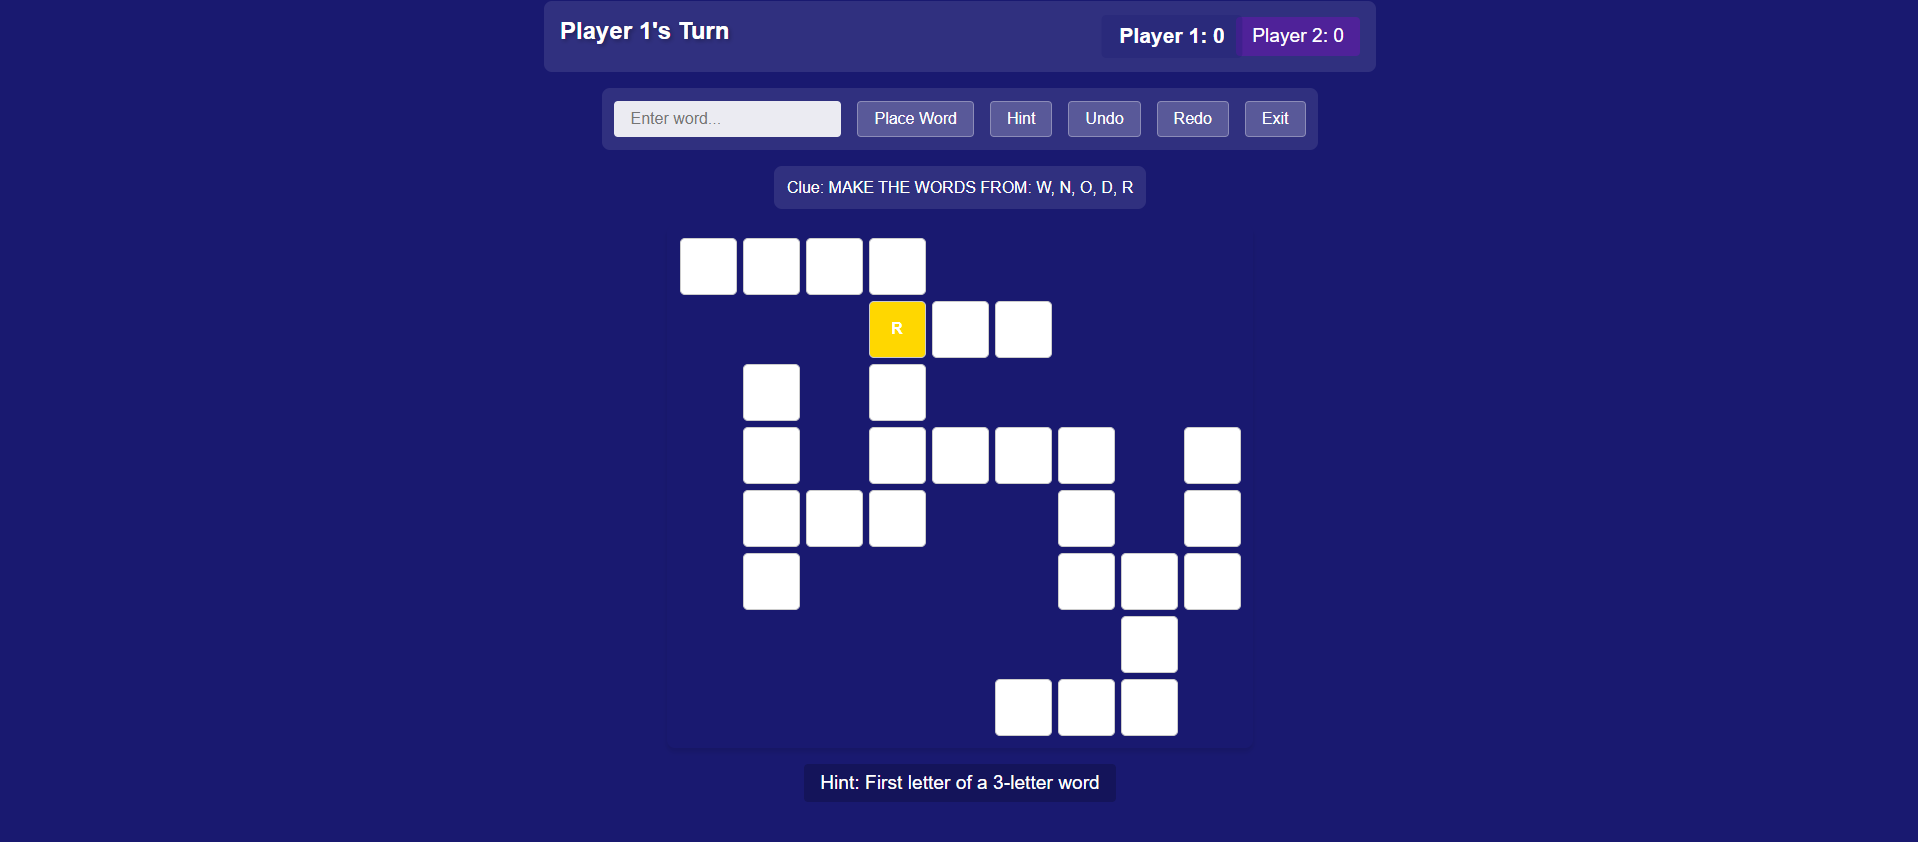 Player 1's Turn
Player 1: 0
Player 2: 0
Enter word...
Place Word
Hint
Undo
Redo
Exit
Clue: MAKE THE WORDS FROM: W, N, O, D, R
R
Hint: First letter of a 3-letter word